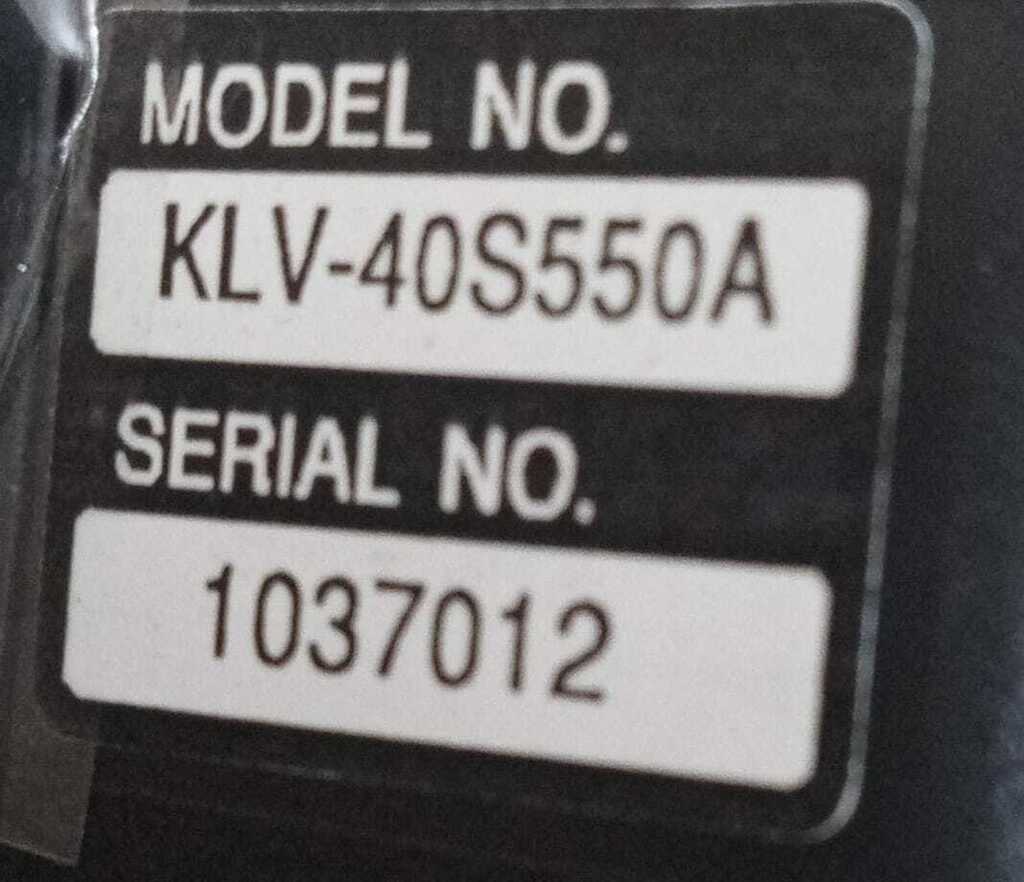 MODEL NO.
KLV-40S550A
SERIAL NO.
1037012